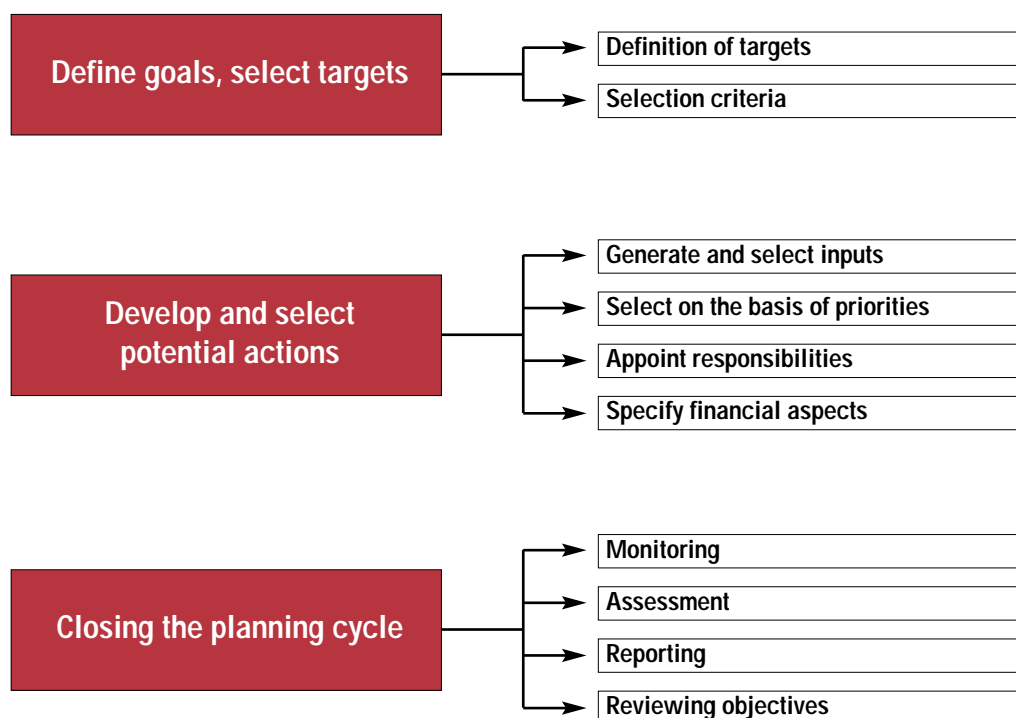 Define goals, select targets
Definition of targets
Selection criteria
Develop and select
potential actions
Generate and select inputs
Select on the basis of priorities
Appoint responsibilities
Specify financial aspects
Closing the planning cycle
Monitoring
Assessment
Reporting
Reviewing objectives